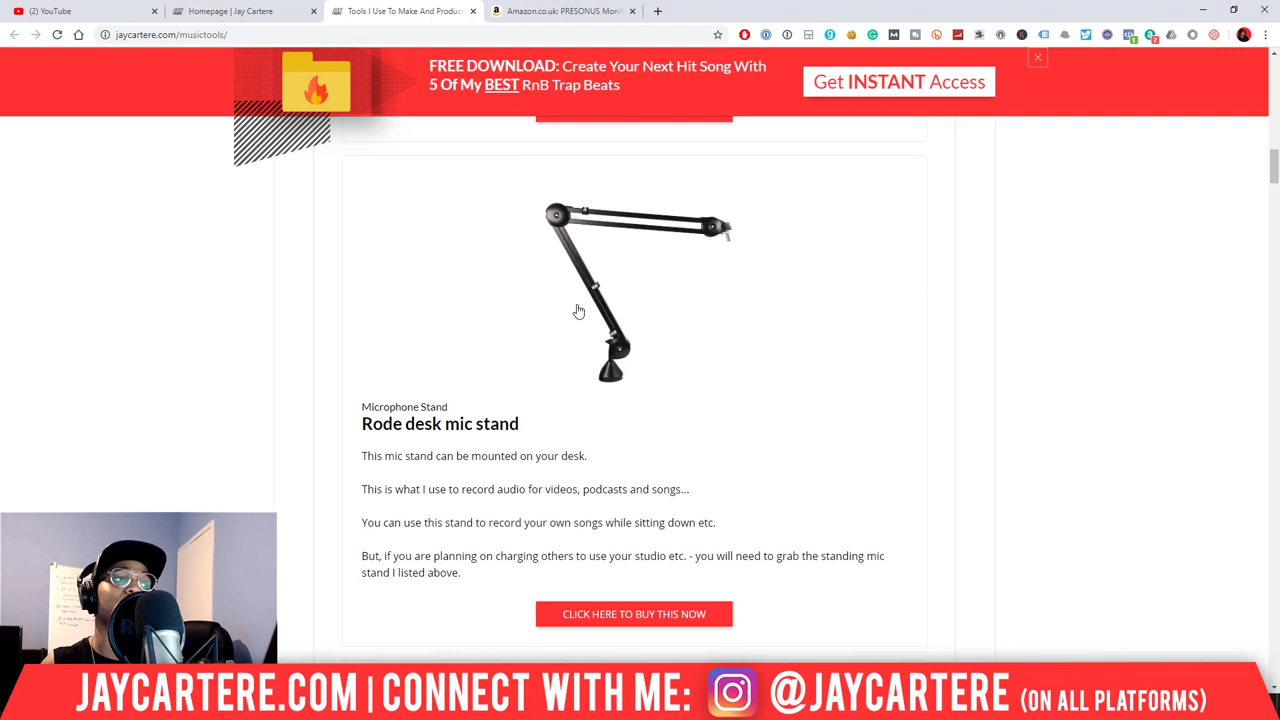 (2) YouTube
Homepage | Jay Cartere
Tools I Use To Make And Produce
Amazon.co.uk: PRESONUS Monit
jaycartere.com/musictools/
FREE DOWNLOAD: Create Your Next Hit Song With
5 Of My BEST RnB Trap Beats
Get INSTANT Access
Microphone Stand
Rode desk mic stand
This mic stand can be mounted on your desk.
This is what I use to record audio for videos, podcasts and songs...
You can use this stand to record your own songs while sitting down etc.
But, if you are planning on charging others to use your studio etc. - you will need to grab the standing mic
stand I listed above.
CLICK HERE TO BUY THIS NOW
JAYCARTERE.COM | CONNECT WITH ME: @JAYCARTERE (ON ALL PLATFORMS)